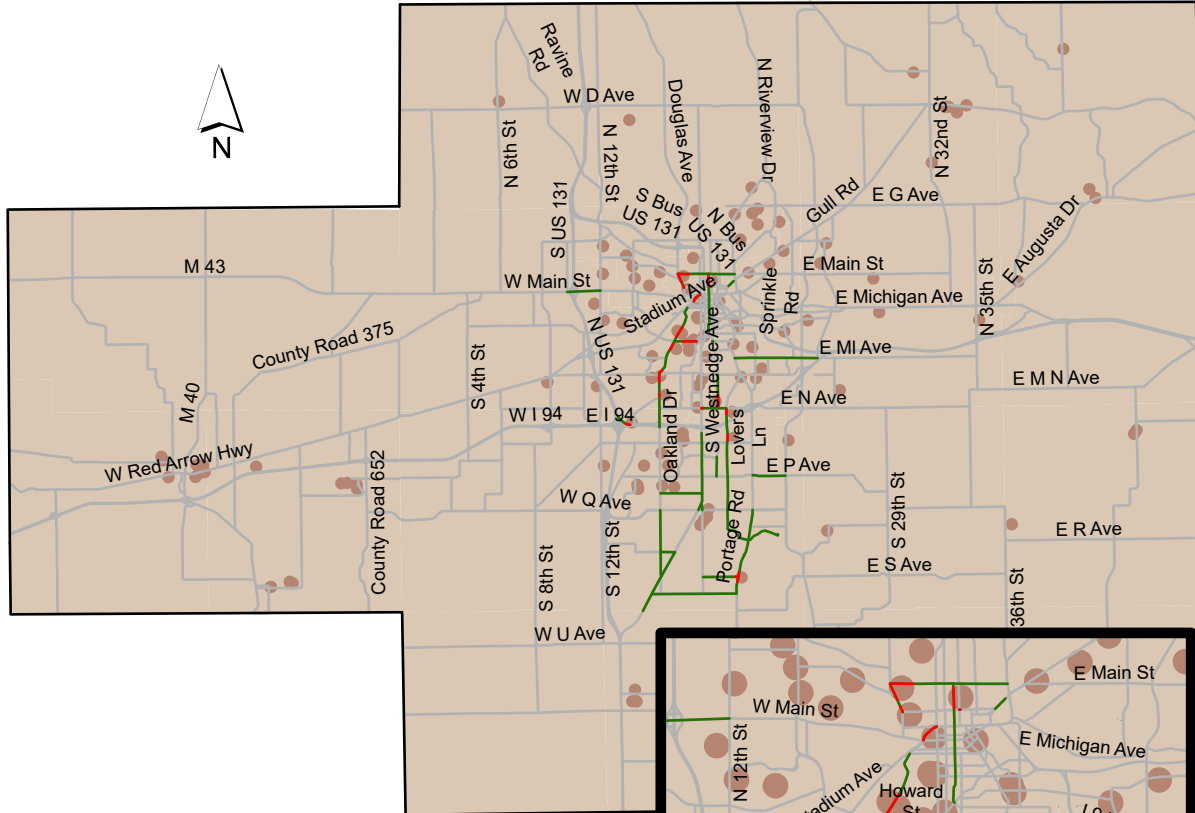 Ravine
Rd
W D Ave
N 6th St
N 12th St
Douglas Ave
N Riverview Dr
N 32nd St
S US 131
S Bus
US 131
N Bus
US 131
Gull Rd
E G Ave
E Augusta Dr
N
M 43
W Main St
Stadium Ave
E Main St
Sprinkle
Rd
E Michigan Ave
N 35th St
County Road 375
N US 131
S Westnedge Ave
E MI Ave
S 4th St
E M N Ave
M 40
W I 94
E I 94
Oakland Dr
Lovers
Ln
E N Ave
W Red Arrow Hwy
County Road 652
E P Ave
W Q Ave
Portage Rd
S 29th St
E R Ave
S 8th St
S 12th St
E S Ave
36th St
W U Ave
E Main St
W Main St
E Michigan Ave
N 12th St
Stadium Ave
Howard
St